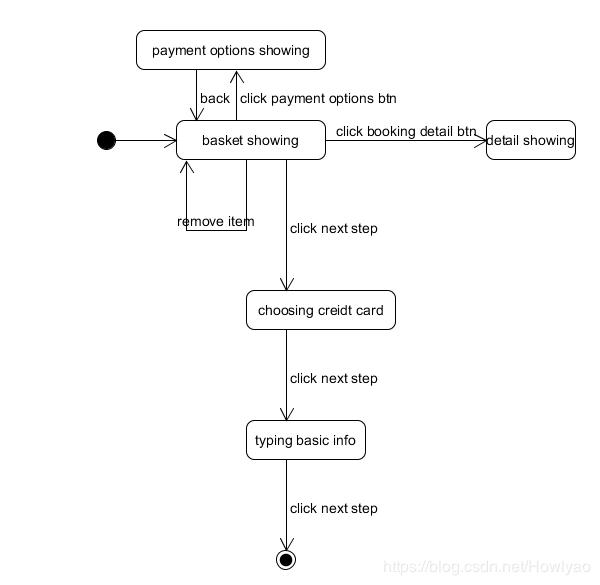 payment options showing
back
click payment options btn
basket showing
click booking detail btn
detail showing
remove item
click next step
choosing creidt card
click next step
typing basic info
click next step
https://blog.csdn.net/Howlyao